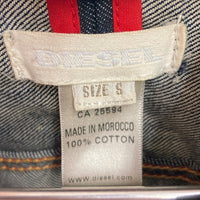 DIESEL
SIZE S
CA 25594
MADE IN MOROCCO
100% COTTON
www.diesel.com